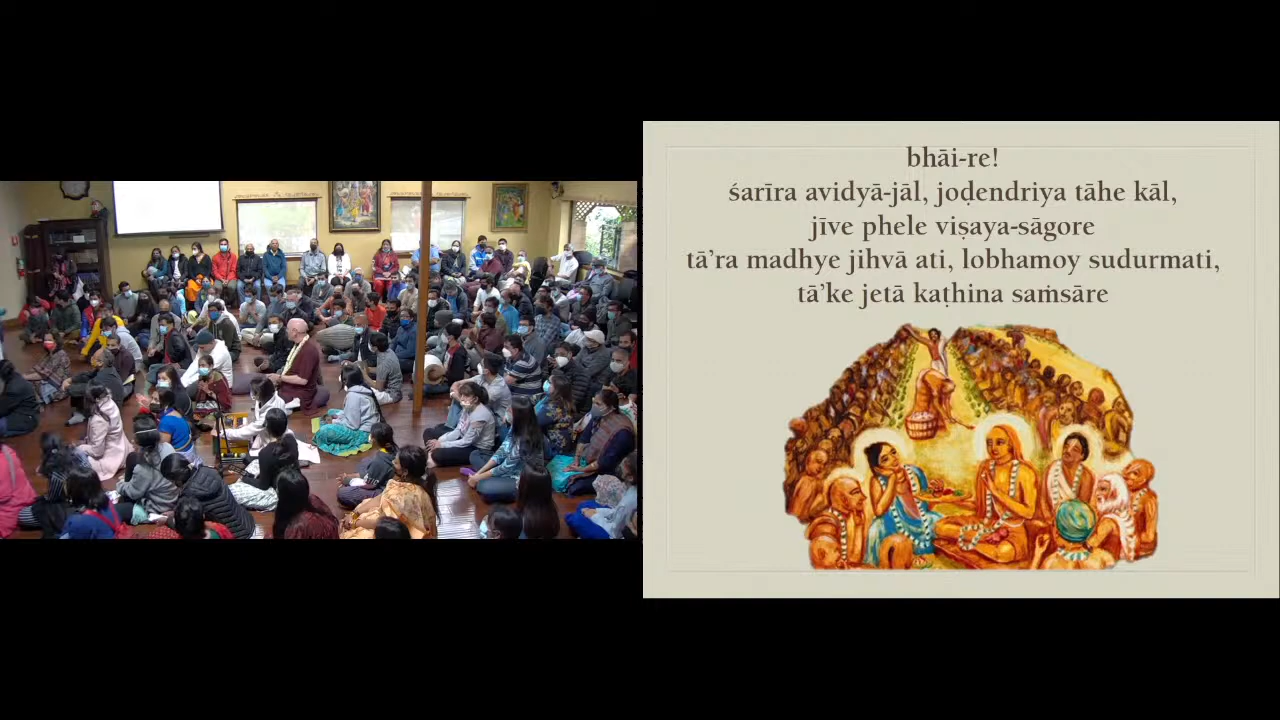 bhāi-re!
śarīra avidyā-jāl, joḍendriya tāhe kāl,
jīve phele viṣaya-sāgore
tā’ra madhye jihvā ati, lobhamoy sudurmati,
tā’ke jetā kaṭhina saṁsāre